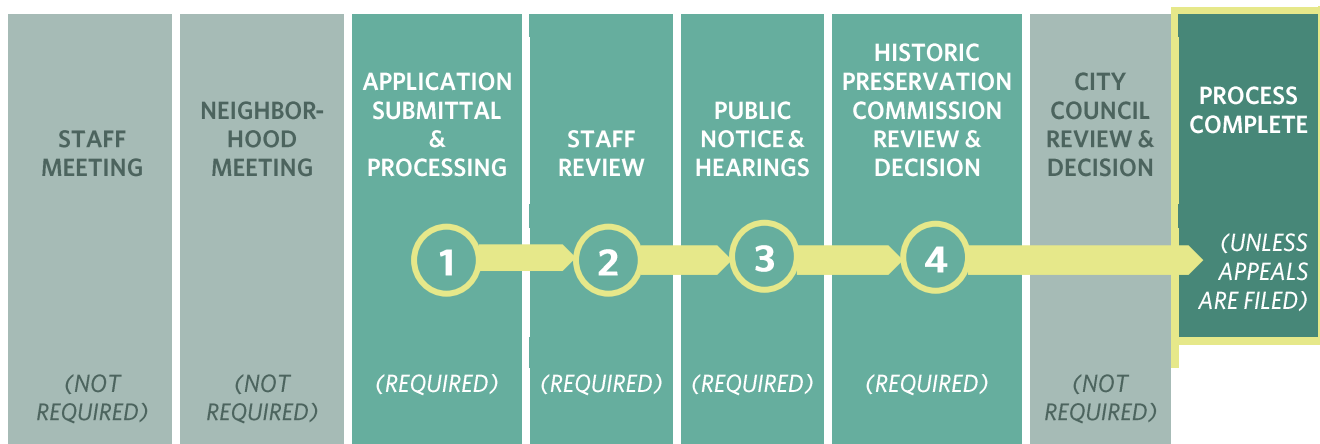 STAFF
MEETING
(NOT
REQUIRED)
NEIGHBOR-
HOOD
MEETING
(NOT
REQUIRED)
APPLICATION
SUBMITTAL
&
PROCESSING
1
(REQUIRED)
STAFF
REVIEW
2
(REQUIRED)
PUBLIC
NOTICE &
HEARINGS
3
(REQUIRED)
HISTORIC
PRESERVATION
COMMISSION
REVIEW &
DECISION
4
(REQUIRED)
CITY
COUNCIL
REVIEW &
DECISION
(NOT
REQUIRED)
PROCESS
COMPLETE
(UNLESS
APPEALS
ARE FILED)